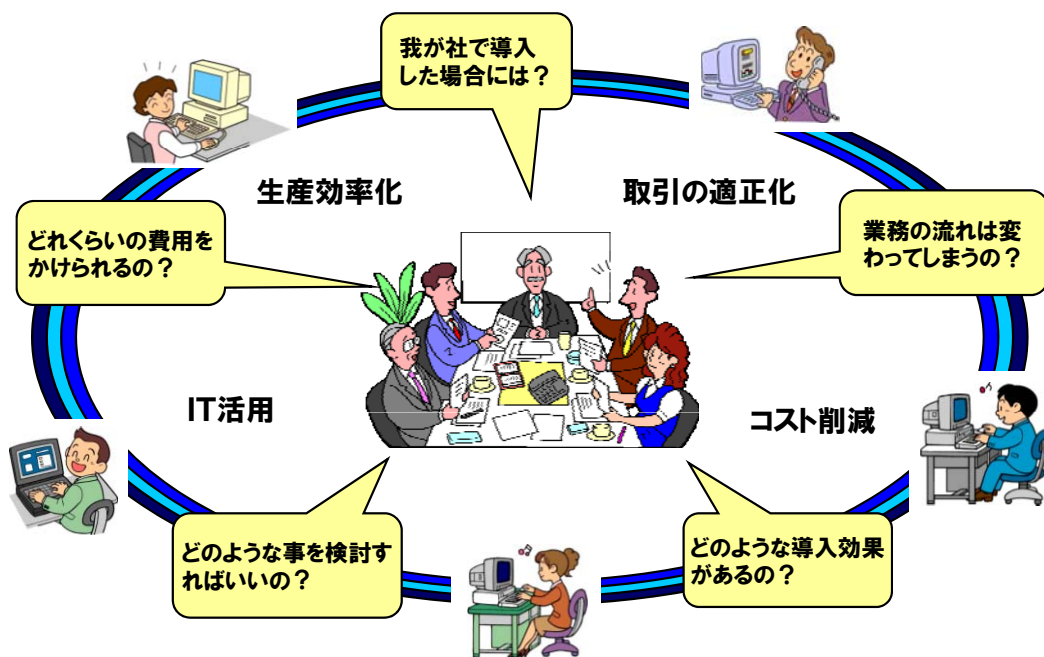 我が社で導入
した場合には？
生産効率化
取引の適正化
どれくらいの費用を
かけられるの？
業務の流れは変
わってしまうの？
IT活用
コスト削減
どのような事を検討す
ればいいの？
どのような導入効果
があるの？